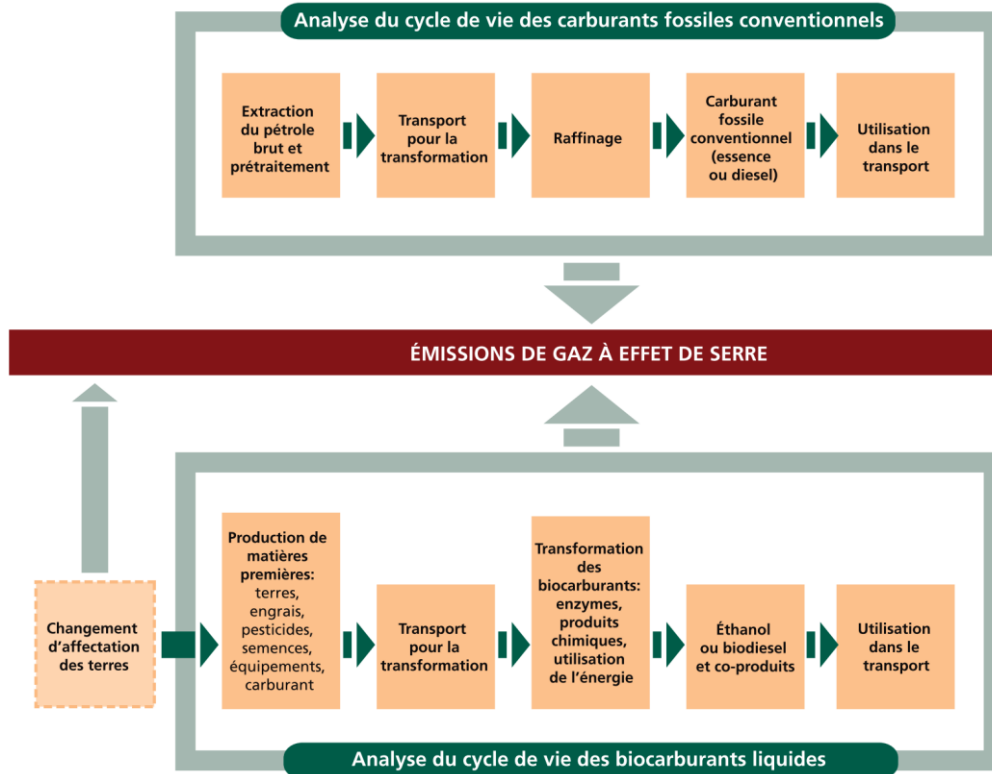 Analyse du cycle de vie des carburants fossiles conventionnels
Extraction
du pétrole
brut et
prétraitement
Transport
pour la
transformation
Raffinage
Carburant
fossile
conventionnel
(essence
ou diesel)
Utilisation
dans le
transport
ÉMISSIONS DE GAZ À EFFET DE SERRE
Changement
d’affectation
des terres
Production de
matières
premières:
terres,
engrais,
pesticides,
semences,
équipements,
carburant
Transport
pour la
transformation
Transformation
des
biocarburants:
enzymes,
produits
chimiques,
utilisation
de l’énergie
Éthanol
ou biodiesel
et co-produits
Utilisation
dans le
transport
Analyse du cycle de vie des biocarburants liquides